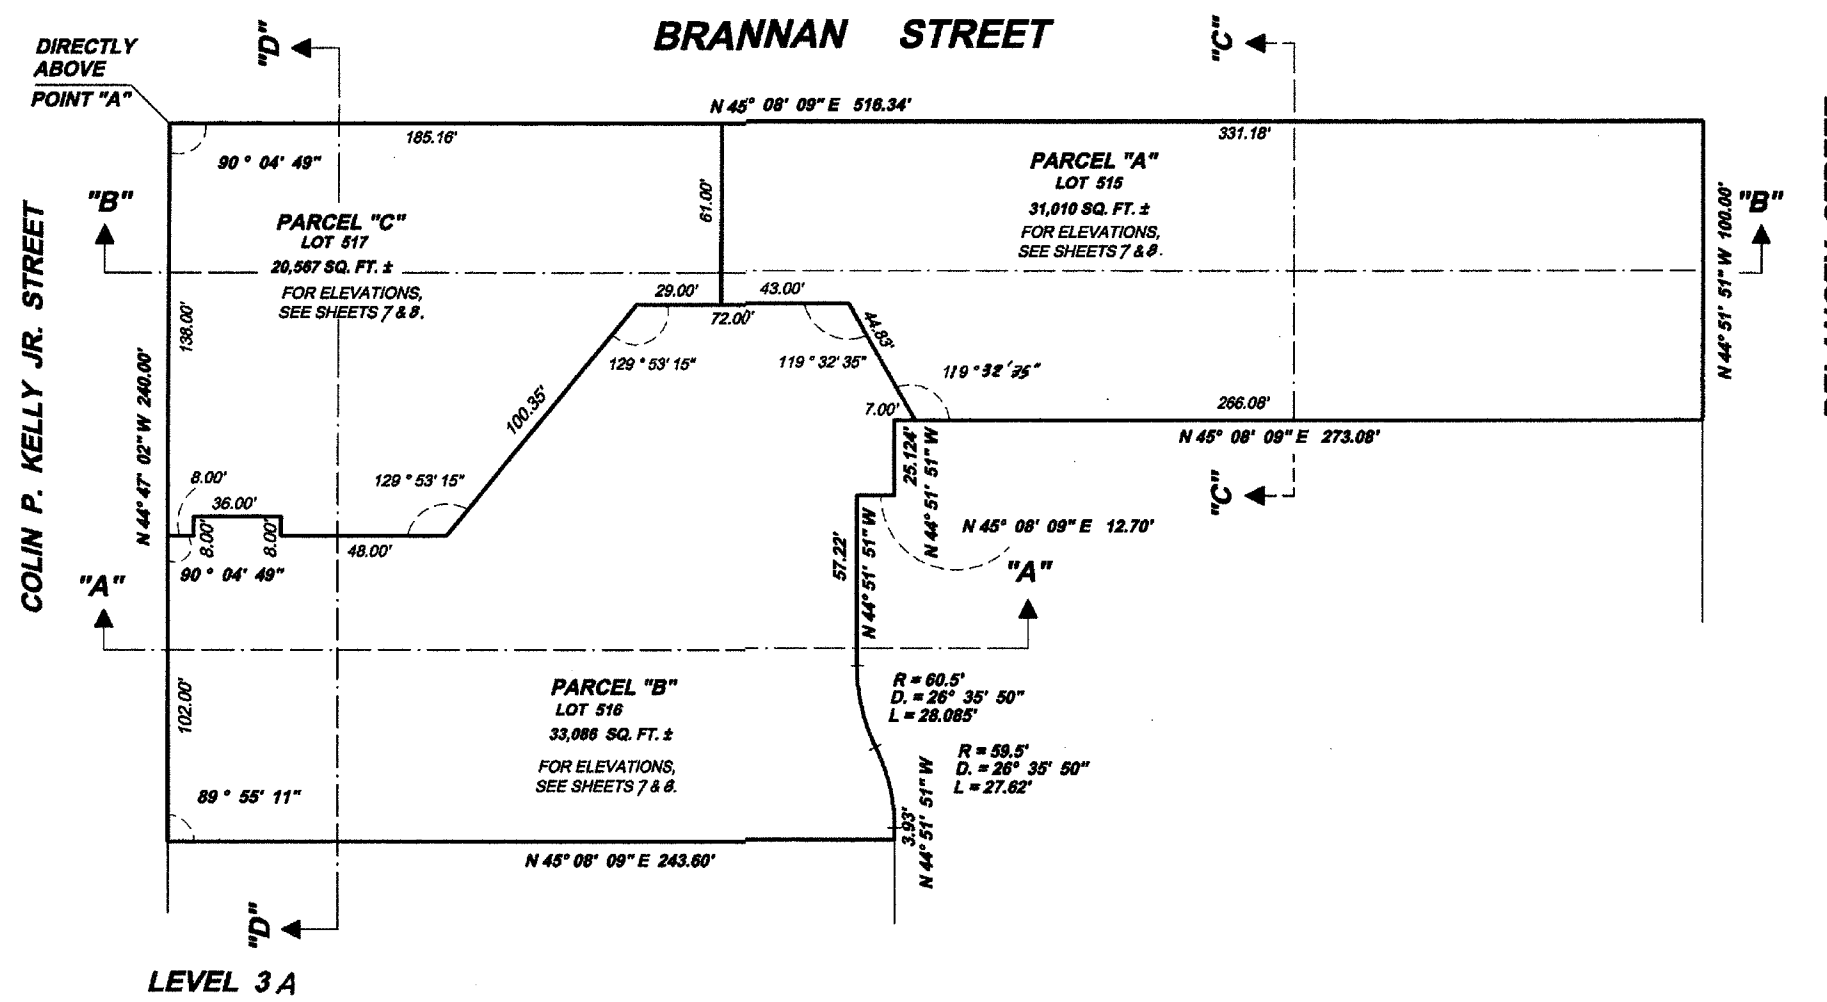 BRANNAN STREET
DIRECTLY
ABOVE
POINT "A"
"D"
"C"
N 45° 08' 09" E 516.34'
185.16'
331.18'
90 ° 04' 49"
PARCEL "A"
LOT 515
31,010 SQ. FT. ±
FOR ELEVATIONS,
SEE SHEETS 7 & 8.
"B"
"B"
61.00'
N 44° 51' 51" W 100.00'
PARCEL "C"
LOT 517
20,567 SQ. FT. ±
FOR ELEVATIONS,
SEE SHEETS 7 & 8.
COLIN P. KELLY JR. STREET
138.00'
N 44° 47' 02" W 240.00'
29.00'
43.00'
72.00'
44.83'
129 ° 53' 15"
119 ° 32' 35"
119 ° 32' 35"
100.35'
7.00'
266.08'
N 45° 08' 09" E 273.08'
25.124'
N 44° 51' 51" W
129 ° 53' 15"
8.00'
36.00'
8.00'
8.00'
48.00'
"C"
N 45° 08' 09" E 12.70'
57.22'
N 44° 51' 51" W
90 ° 04' 49"
"A"
"A"
102.00'
PARCEL "B"
LOT 516
33,086 SQ. FT. ±
FOR ELEVATIONS,
SEE SHEETS 7 & 8.
R = 60.5'
D. = 26° 35' 50"
L = 28.085'
R = 59.5'
D. = 26° 35' 50"
L = 27.62'
89 ° 55' 11"
3.93'
N 44° 51' 51" W
N 45° 08' 09" E 243.60'
"D"
LEVEL 3 A